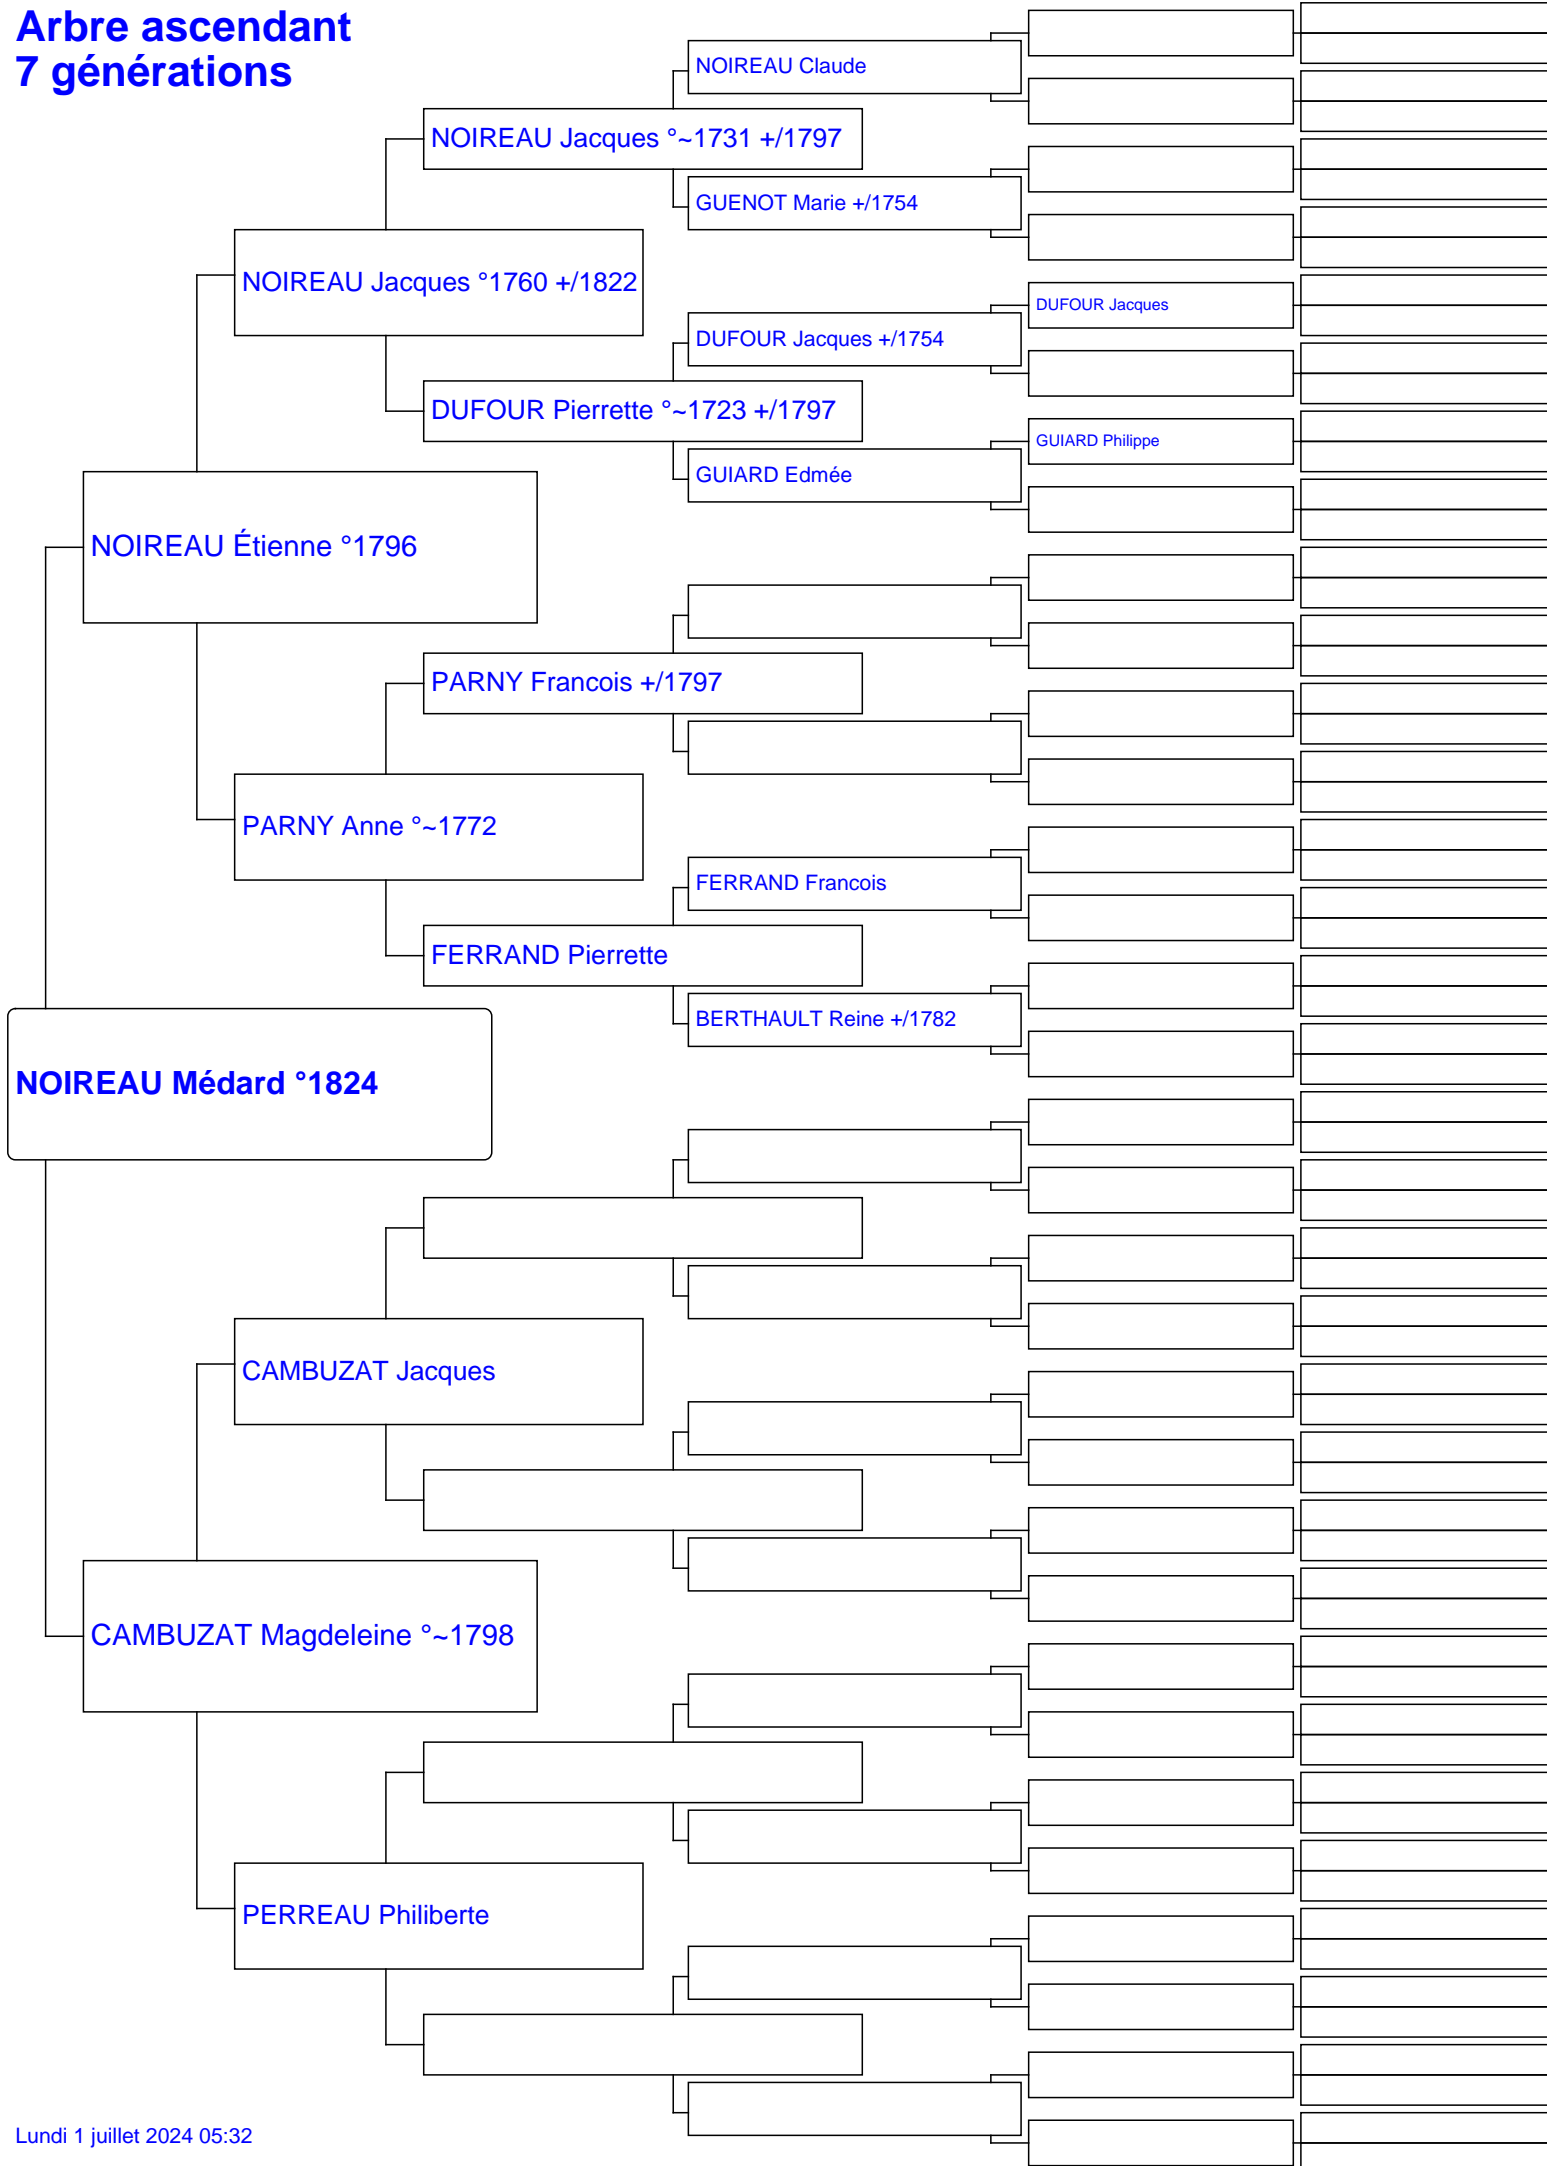 Arbre ascendant
7 générations
NOIREAU Claude
NOIREAU Jacques °~1731 +/1797
GUENOT Marie +/1754
NOIREAU Jacques °1760 +/1822
DUFOUR Jacques
DUFOUR Jacques +/1754
DUFOUR Pierrette °~1723 +/1797
GUIARD Philippe
GUIARD Edmée
NOIREAU Étienne °1796
PARNY Francois +/1797
PARNY Anne °~1772
FERRAND Francois
FERRAND Pierrette
BERTHAULT Reine +/1782
NOIREAU Médard °1824
CAMBUZAT Jacques
CAMBUZAT Magdeleine °~1798
PERREAU Philiberte
Lundi 1 juillet 2024 05:32